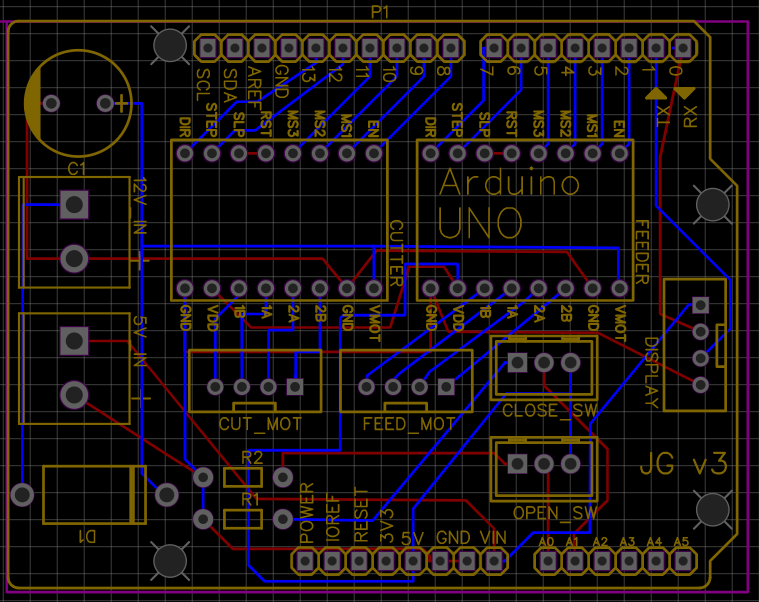 P1
SCL SDA AREF GND 13 12 11 10 9 8 7 6 5 4 3 2 1 0
TX RX
DIR STEP SLP RST MS3 MS2 MS1 EN
DIR STEP SLP RST MS3 MS2 MS1 EN
C1
12V IN
+
Arduino
UNO
CUTTER
FEEDER
GND VDD 1B 1A 2A 2B GND VMOT
GND VDD 1B 1A 2A 2B GND VMOT
5V IN
DISPLAY
CUT_MOT
FEED_MOT
CLOSE_SW
R2
R1
JG v3
OPEN_SW
D1
POWER IOREF RESET 3V3 5V GND VIN
A0 A1 A2 A3 A4 A5